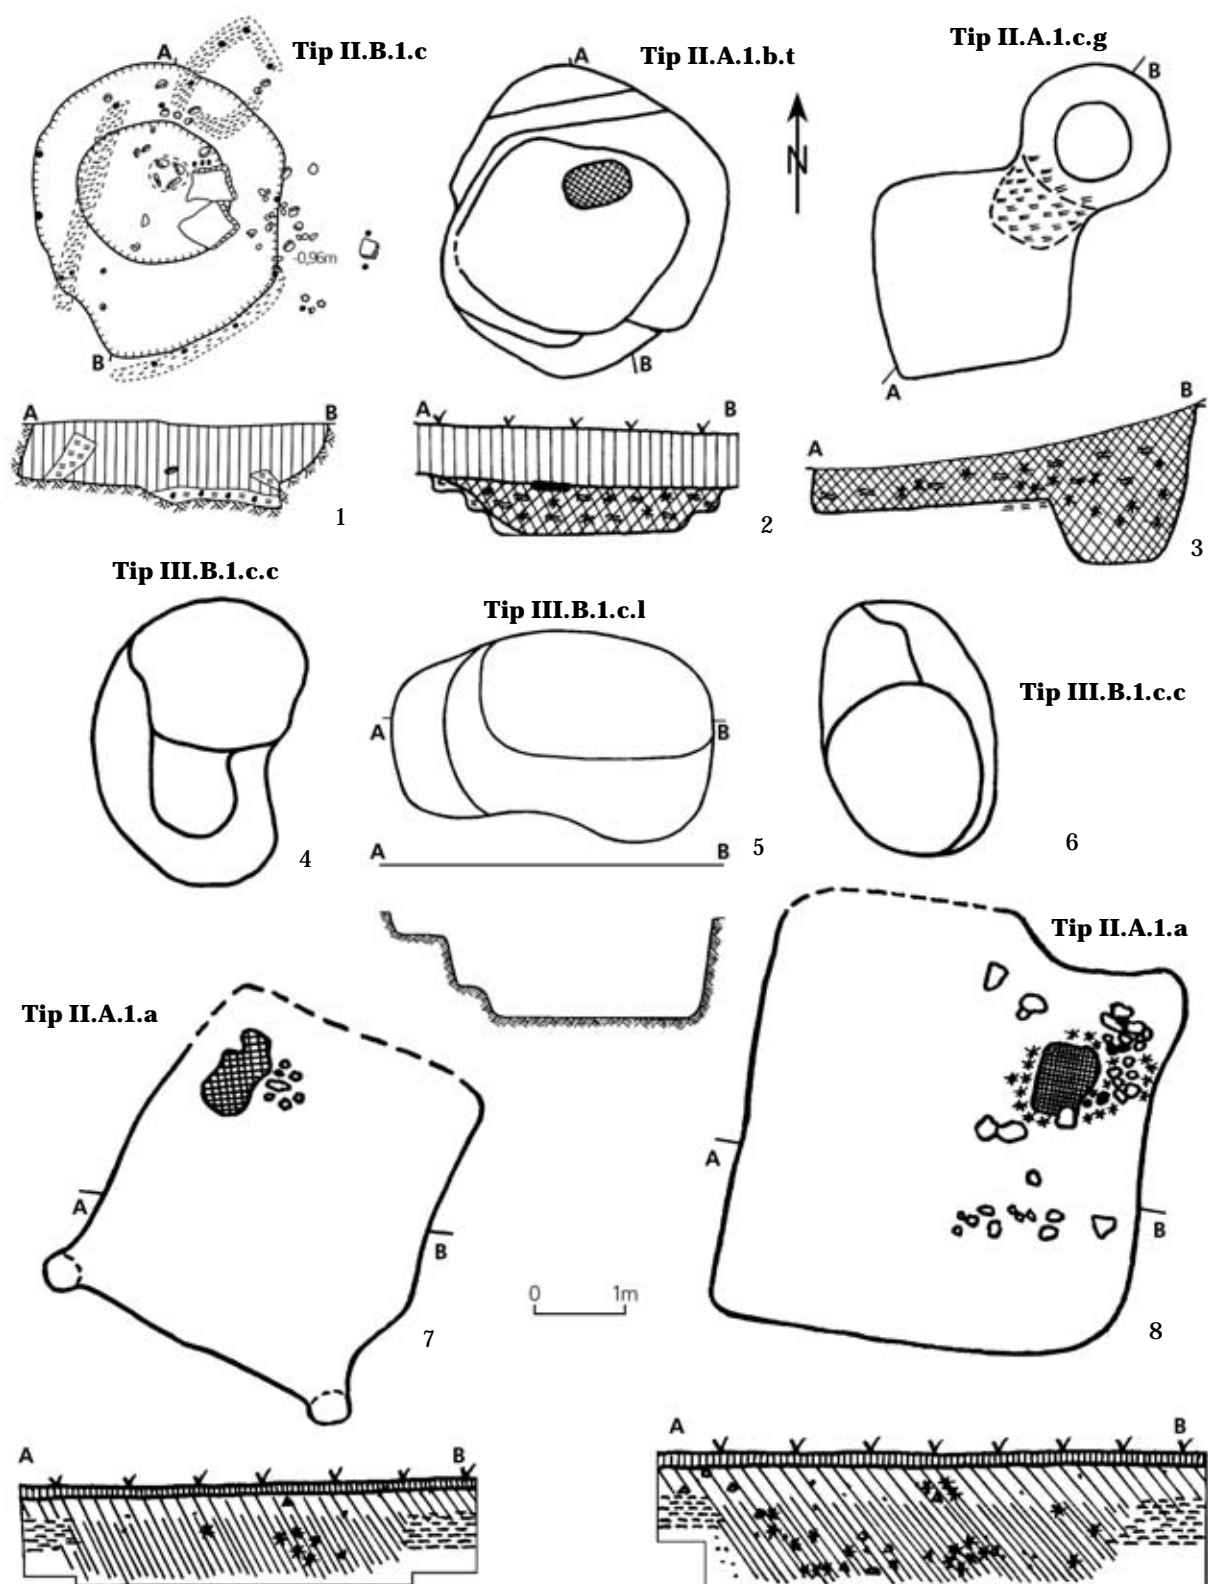 Tip II.B.1.c
A
B
-0,96m
A B
1
Tip II.A.1.b.t
A
B
N
A B
2
Tip II.A.1.c.g
B
A
A B
3
Tip III.B.1.c.c
4
Tip III.B.1.c.l
A B
A B
5
Tip III.B.1.c.c
6
Tip II.A.1.a
A
B
7
0 1m
Tip II.A.1.a
A
B
8
A B
A B